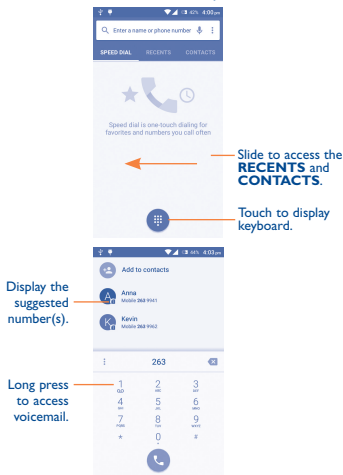 42% 4:00 pm
Enter a name or phone number
SPEED DIAL RECENTS CONTACTS
Speed dial is one-touch dialing for
favorites and numbers you call often
Slide to access the
RECENTS and
CONTACTS.
Touch to display
keyboard.
64% 4:03 pm
Add to contacts
Display the
suggested
number(s).
A Anna
Mobile 263-9941
K Kevin
Mobile 263-9962
263
Long press
to access
voicemail.
1 2 ABC 3 DEF
4 GHI 5 JKL 6 MNO
7 PQRS 8 TUV 9 WXYZ
* 0 + #